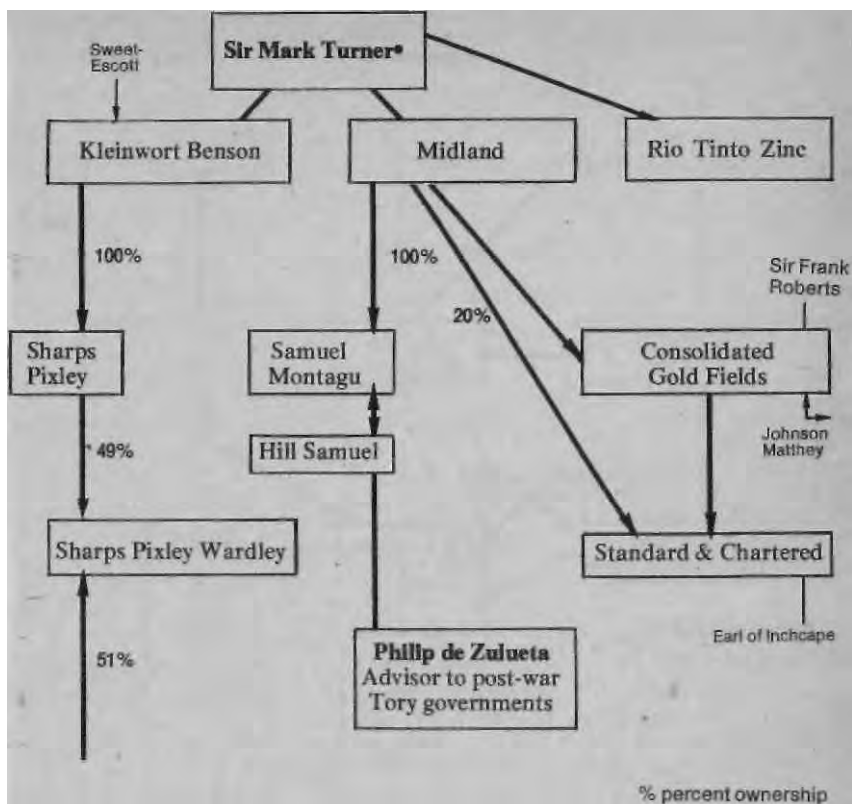 Sweet-
Escott
Sir Mark Turner•
Kleinwort Benson
Midland
Rio Tinto Zinc
100%
100%
20%
Sir Frank
Roberts
Sharps
Pixley
Samuel
Montagu
Consolidated
Gold Fields
49%
Hill Samuel
Johnson
Matthey
Sharps Pixley Wardley
Standard & Chartered
51%
Earl of Inchcape
Philip de Zulueta
Advisor to post-war
Tory governments
% percent ownership